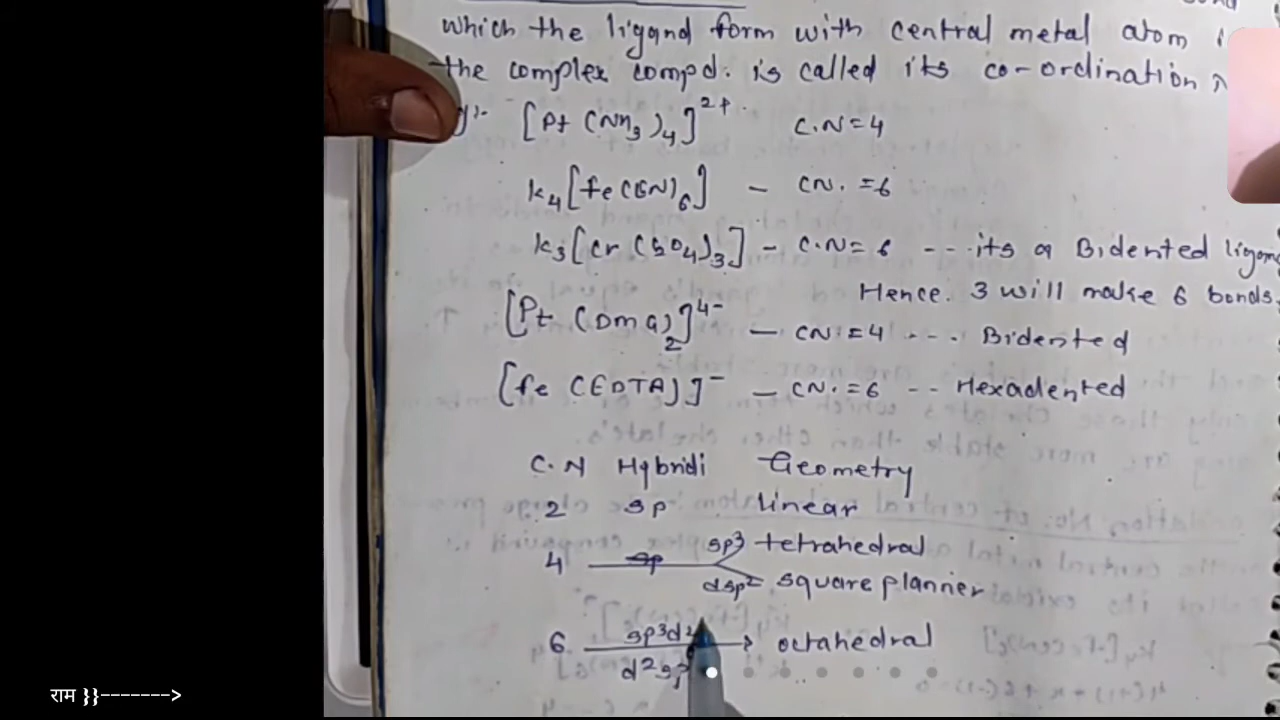 which the ligand form with central metal atom
the complex compd. is called its co-ordination
[Pt (NH3)4]2+. C.N=4
K4[fe(CN)6] - CN. =6
K3[Cr(SO4)3] - C.N= 6 --- its a Bidented
Hence. 3 will make 6 bonds.
[Pt (DMG)2]4- - CN.=4 --- Bidented
[fe (EDTA)]- - CN.=6 -- Hexadented
C.N Hybridi Geometry
2 sp linear
4 sp3 tetrahedral
dsp2 square planner
6 sp3d2 octahedral
d2sp3
राम }}------->